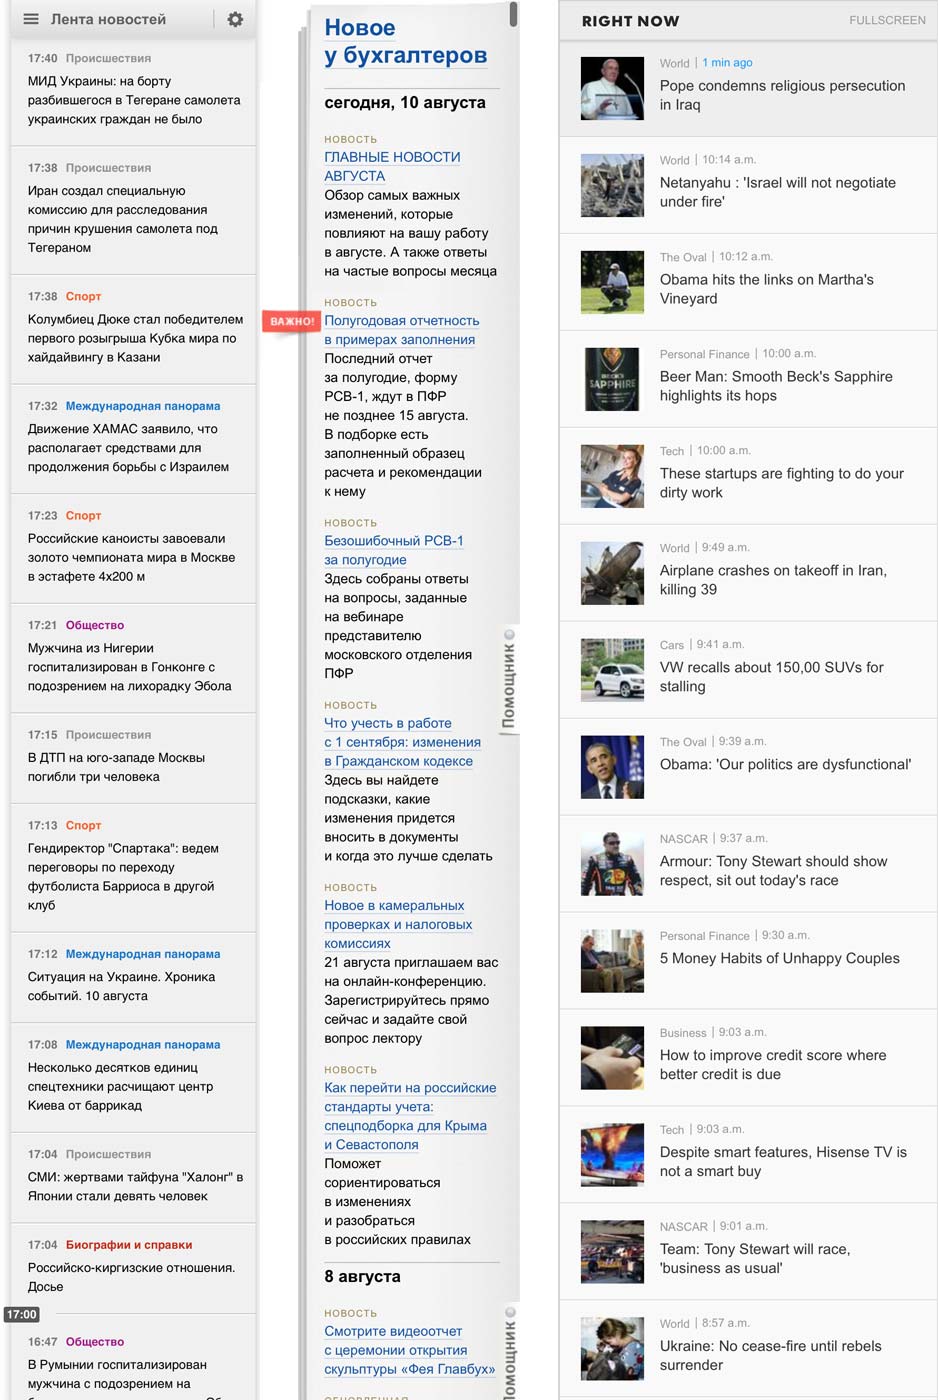 Лента новостей
17:40 Происшествия
МИД Украины: на борту
разбившегося в Тегеране самолета
украинских граждан не было
17:38 Происшествия
Иран создал специальную
комиссию для расследования
причин крушения самолета под
Тегераном
17:38 Спорт
Колумбиец Дюке стал победителем
первого розыгрыша Кубка мира по
хайдайвингу в Казани
17:32 Международная панорама
Движение ХАМАС заявило, что
располагает средствами для
продолжения борьбы с Израилем
17:23 Спорт
Российские каноисты завоевали
золото чемпионата мира в Москве
в эстафете 4х200 м
17:21 Общество
Мужчина из Нигерии
госпитализирован в Гонконге с
подозрением на лихорадку Эбола
17:15 Происшествия
В ДТП на юго-западе Москвы
погибли три человека
17:13 Спорт
Гендиректор "Спартака": ведем
переговоры по переходу
футболиста Барриоса в другой
клуб
17:12 Международная панорама
Ситуация на Украине. Хроника
событий. 10 августа
17:08 Международная панорама
Несколько десятков единиц
спецтехники расчищают центр
Киева от баррикад
17:04 Происшествия
СМИ: жертвами тайфуна "Халонг" в
Японии стали девять человек
17:04 Биографии и справки
Российско-киргизские отношения.
Досье
17:00
16:47 Общество
В Румынии госпитализирован
мужчина с подозрением на
Новое
у бухгалтеров
сегодня, 10 августа
НОВОСТЬ
ГЛАВНЫЕ НОВОСТИ
АВГУСТА
Обзор самых важных
изменений, которые
повлияют на вашу работу
в августе. А также ответы
на частые вопросы месяца
НОВОСТЬ
ВАЖНО!
Полугодовая отчетность
в примерах заполнения
Последний отчет
за полугодие, форму
РСВ-1, ждут в ПФР
не позднее 15 августа.
В подборке есть
заполненный образец
расчета и рекомендации
к нему
НОВОСТЬ
Безошибочный РСВ-1
за полугодие
Здесь собраны ответы
на вопросы, заданные
на вебинаре
представителю
московского отделения
ПФР
Помощник
НОВОСТЬ
Что учесть в работе
с 1 сентября: изменения
в Гражданском кодексе
Здесь вы найдете
подсказки, какие
изменения придется
вносить в документы
и когда это лучше сделать
НОВОСТЬ
Новое в камеральных
проверках и налоговых
комиссиях
21 августа приглашаем вас
на онлайн-конференцию.
Зарегистрируйтесь прямо
сейчас и задайте свой
вопрос лектору
НОВОСТЬ
Как перейти на российские
стандарты учета:
спецподборка для Крыма
и Севастополя
Поможет
сориентироваться
в изменениях
и разобраться
в российских правилах
8 августа
НОВОСТЬ
Смотрите видеоотчет
с церемонии открытия
скульптуры «Фея Главбух»
Помощник
ОБНОВЛЕННАЯ
RIGHT NOW
FULLSCREEN
World | 1 min ago
Pope condemns religious persecution
in Iraq
World | 10:14 a.m.
Netanyahu : 'Israel will not negotiate
under fire'
The Oval | 10:12 a.m.
Obama hits the links on Martha's
Vineyard
BECK'S
SAPPHIRE
Personal Finance | 10:00 a.m.
Beer Man: Smooth Beck's Sapphire
highlights its hops
Tech | 10:00 a.m.
These startups are fighting to do your
dirty work
World | 9:49 a.m.
Airplane crashes on takeoff in Iran,
killing 39
Cars | 9:41 a.m.
VW recalls about 150,00 SUVs for
stalling
The Oval | 9:39 a.m.
Obama: 'Our politics are dysfunctional'
NASCAR | 9:37 a.m.
Armour: Tony Stewart should show
respect, sit out today's race
Personal Finance | 9:30 a.m.
5 Money Habits of Unhappy Couples
Business | 9:03 a.m.
How to improve credit score where
better credit is due
Tech | 9:03 a.m.
Despite smart features, Hisense TV is
not a smart buy
NASCAR | 9:01 a.m.
Team: Tony Stewart will race,
'business as usual'
World | 8:57 a.m.
Ukraine: No cease-fire until rebels
surrender